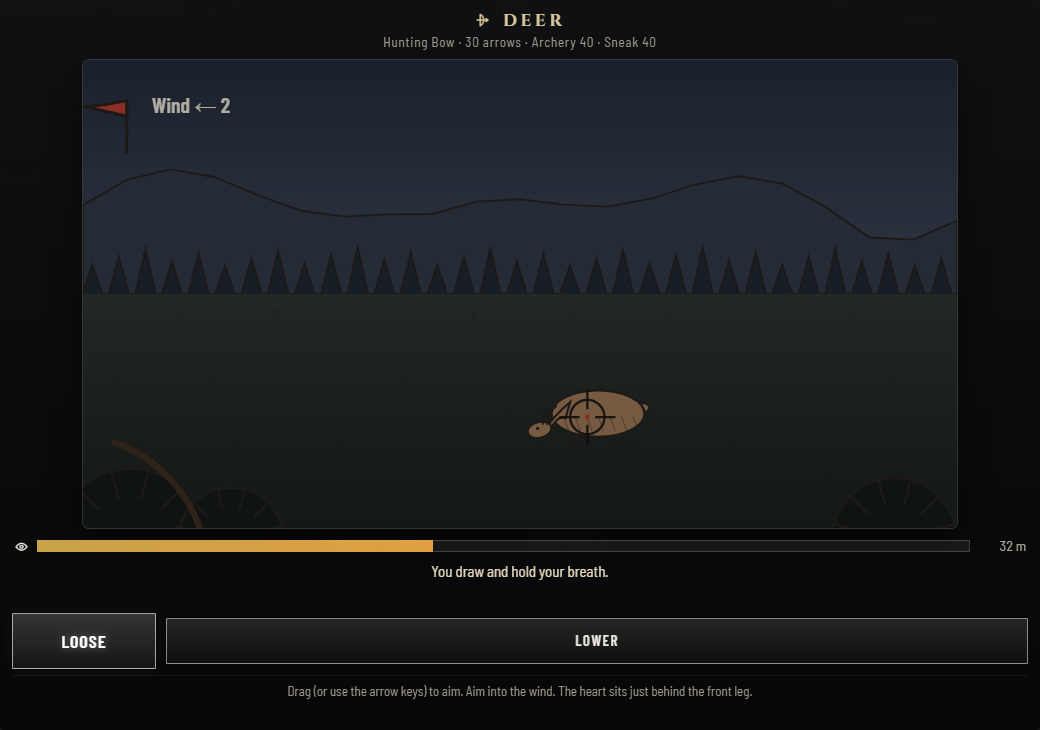 DEER
Hunting Bow · 30 arrows · Archery 40 · Sneak 40
Wind ← 2
32 m
You draw and hold your breath.
LOOSE
LOWER
Drag (or use the arrow keys) to aim. Aim into the wind. The heart sits just behind the front leg.